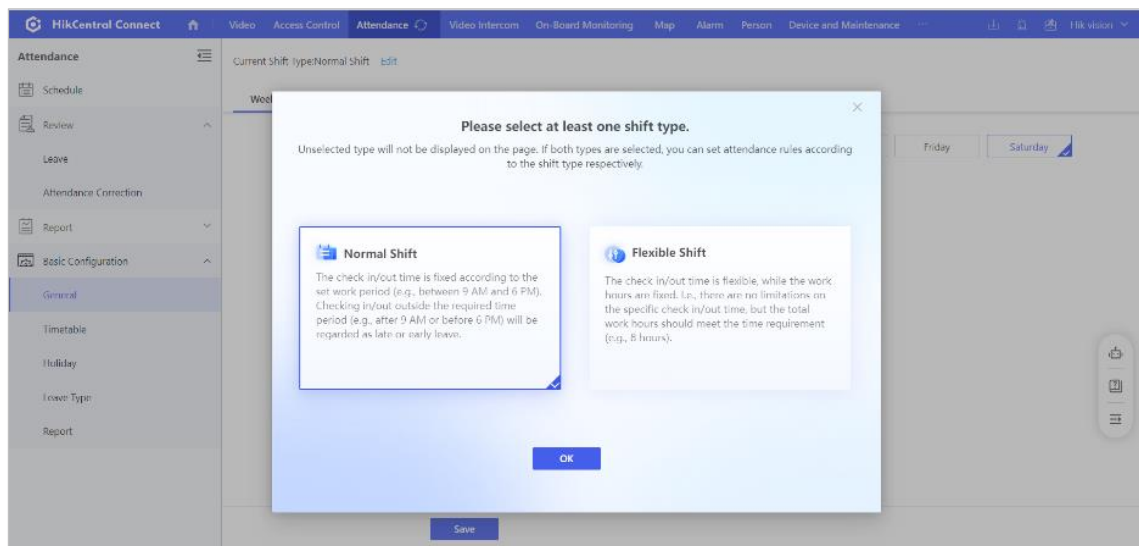 HikCentral Connect
Video
Access Control
Attendance
Video Intercom
On-Board Monitoring
Map
Alarm
Person
Device and Maintenance
...
Hik vision
Attendance
Schedule
Review
Leave
Attendance Correction
Report
Basic Configuration
General
Timetable
Holiday
Leave Type
Report
Current Shift Type:Normal Shift Edit
Friday
Saturday
Please select at least one shift type.
Unselected type will not be displayed on the page. If both types are selected, you can set attendance rules according
to the shift type respectively.
Normal Shift
The check in/out time is fixed according to the
set work period (e.g., between 9 AM and 6 PM).
Checking in/out outside the required time
period (e.g., after 9 AM or before 6 PM) will be
regarded as late or early leave.
Flexible Shift
The check in/out time is flexible, while the work
hours are fixed. I.e., there are no limitations on
the specific check in/out time, but the total
work hours should meet the time requirement
(e.g., 8 hours).
OK
Save